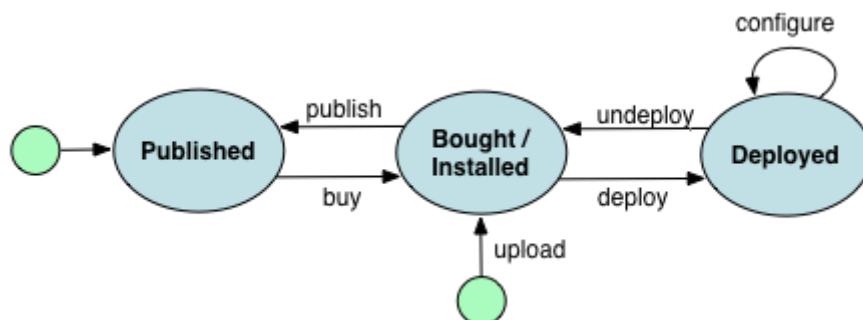 configure
publish
undeploy
Published
Bought /
Installed
Deployed
buy
deploy
upload